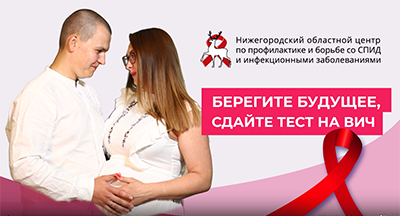 Нижегородский областной центр
по профилактике и борьбе со СПИД
и инфекционными заболеваниями
БЕРЕГИТЕ БУДУЩЕЕ,
СДАЙТЕ ТЕСТ НА ВИЧ